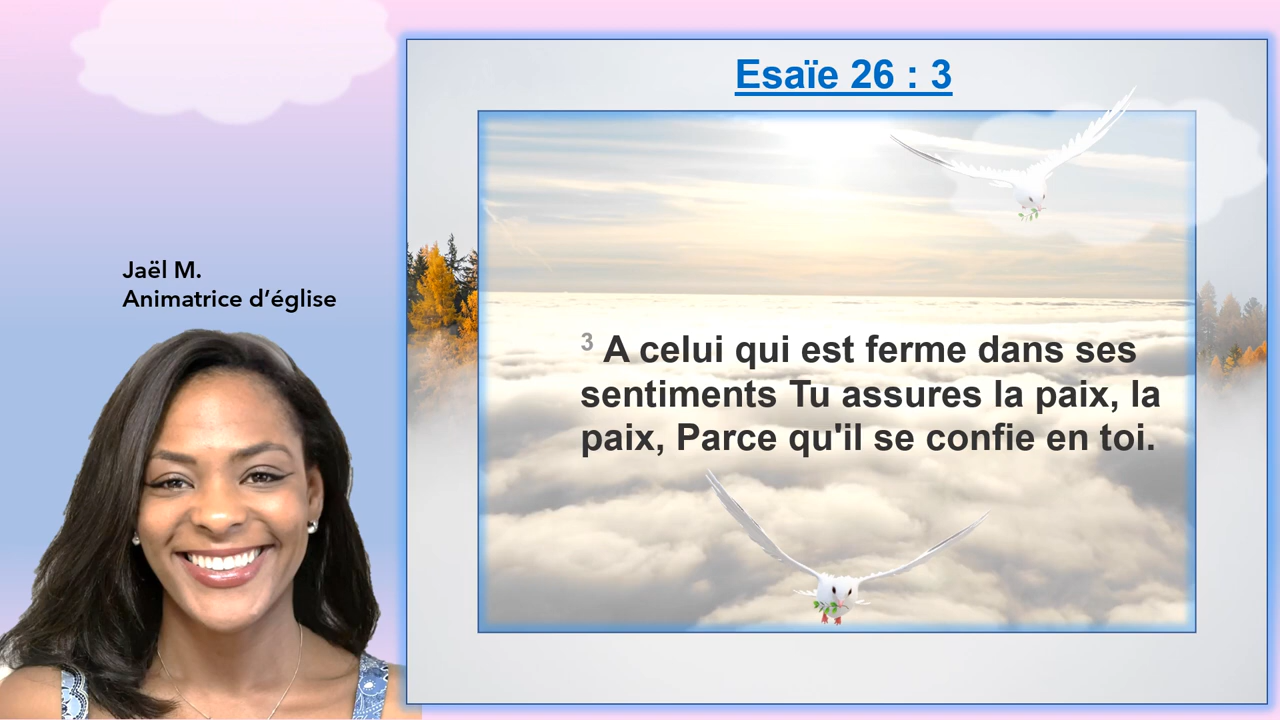 Esaïe 26 : 3
Jaël M.
Animatrice d’église
3 A celui qui est ferme dans ses
sentiments Tu assures la paix, la
paix, Parce qu'il se confie en toi.